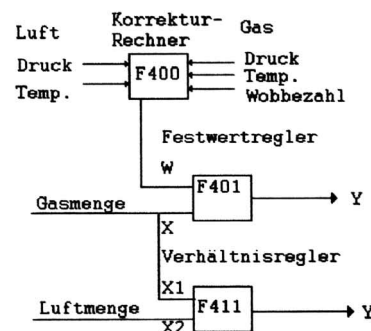 Korrektur-
Luft Rechner Gas
Druck F400 Druck
Temp. Temp.
Wobbezahl
Festwertregler
W
F401 Y
Gasmenge
X
Verhältnisregler
X1
F411 Y
Luftmenge
X2